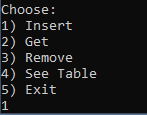 Choose:
1) Insert
2) Get
3) Remove
4) See Table
5) Exit
1